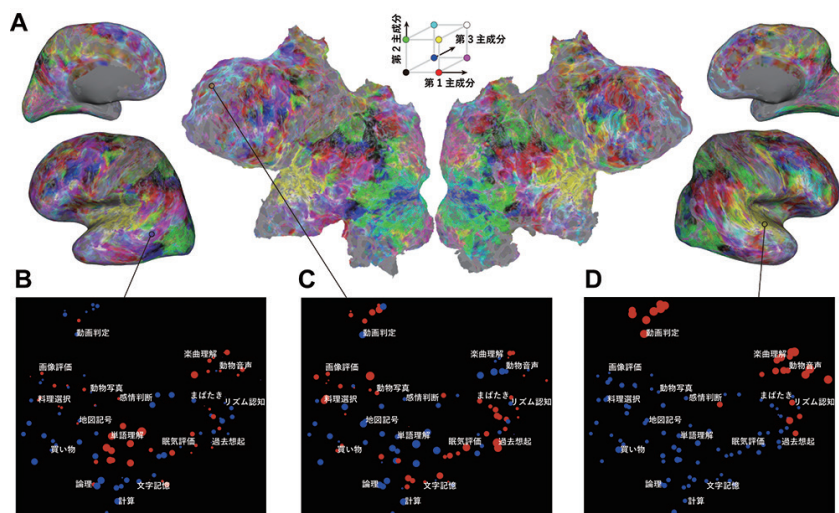 A
第2主成分
第3主成分
第1主成分
B
C
D
動画判定
楽曲理解
画像評価
動物音声
動物写真
料理選択
感情判断
まばたき
リズム認知
地図記号
単語理解
買い物
眠気評価
過去想起
論理
文字記憶
計算
動画判定
楽曲理解
画像評価
動物音声
動物写真
料理選択
感情判断
まばたき
リズム認知
地図記号
単語理解
買い物
眠気評価
過去想起
論理
文字記憶
計算
動画判定
楽曲理解
画像評価
動物音声
動物写真
料理選択
感情判断
まばたき
リズム認知
地図記号
単語理解
買い物
眠気評価
過去想起
論理
文字記憶
計算